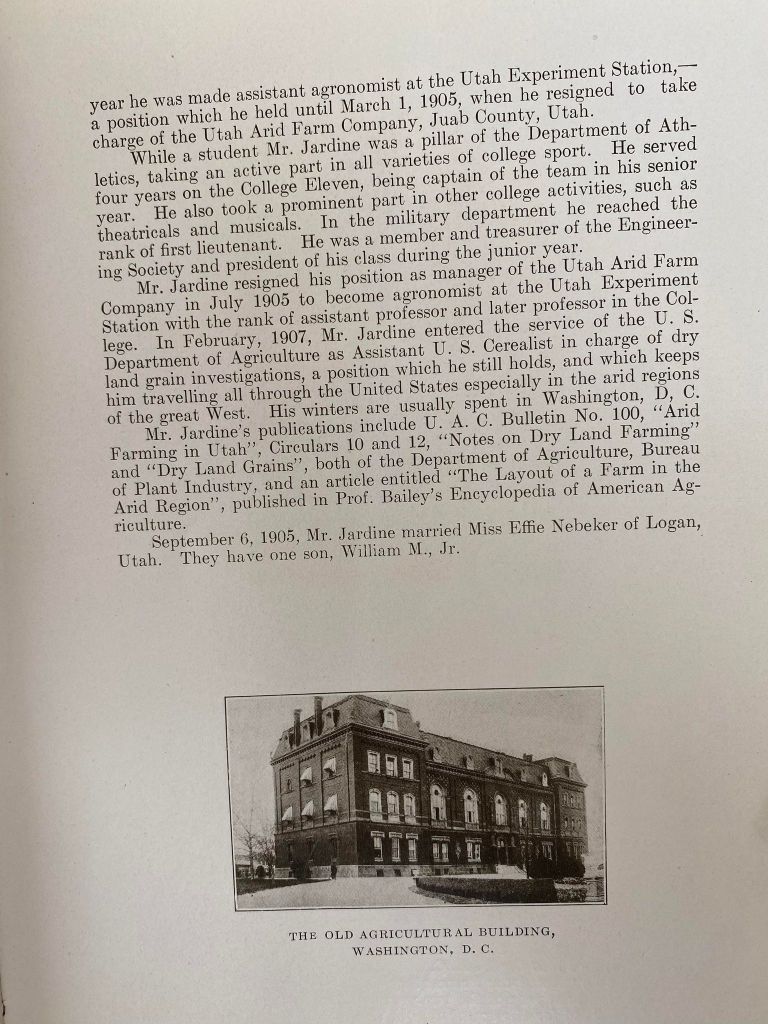 year he was made assistant agronomist at the Utah Experiment Station,—
a position which he held until March 1, 1905, when he resigned to take
charge of the Utah Arid Farm Company, Juab County, Utah.
While a student Mr. Jardine was a pillar of the Department of Ath-
letics, taking an active part in all varieties of college sport. He served
four years on the College Eleven, being captain of the team in his senior
year. He also took a prominent part in other college activities, such as
theatricals and musicals. In the military department he reached the
rank of first lieutenant. He was a member and treasurer of the Engineer-
ing Society and president of his class during the junior year.
Mr. Jardine resigned his position as manager of the Utah Arid Farm
Company in July 1905 to become agronomist at the Utah Experiment
Station with the rank of assistant professor and later professor in the Col-
lege. In February, 1907, Mr. Jardine entered the service of the U. S.
Department of Agriculture as Assistant U. S. Cerealist in charge of dry
land grain investigations, a position which he still holds, and which keeps
him travelling all through the United States especially in the arid regions
of the great West. His winters are usually spent in Washington, D, C.
Mr. Jardine's publications include U. A. C. Bulletin No. 100, "Arid
Farming in Utah", Circulars 10 and 12, "Notes on Dry Land Farming"
and "Dry Land Grains", both of the Department of Agriculture, Bureau
of Plant Industry, and an article entitled "The Layout of a Farm in the
Arid Region", published in Prof. Bailey's Encyclopedia of American Ag-
riculture.
September 6, 1905, Mr. Jardine married Miss Effie Nebeker of Logan,
Utah. They have one son, William M., Jr.
THE OLD AGRICULTURAL BUILDING,
WASHINGTON, D. C.